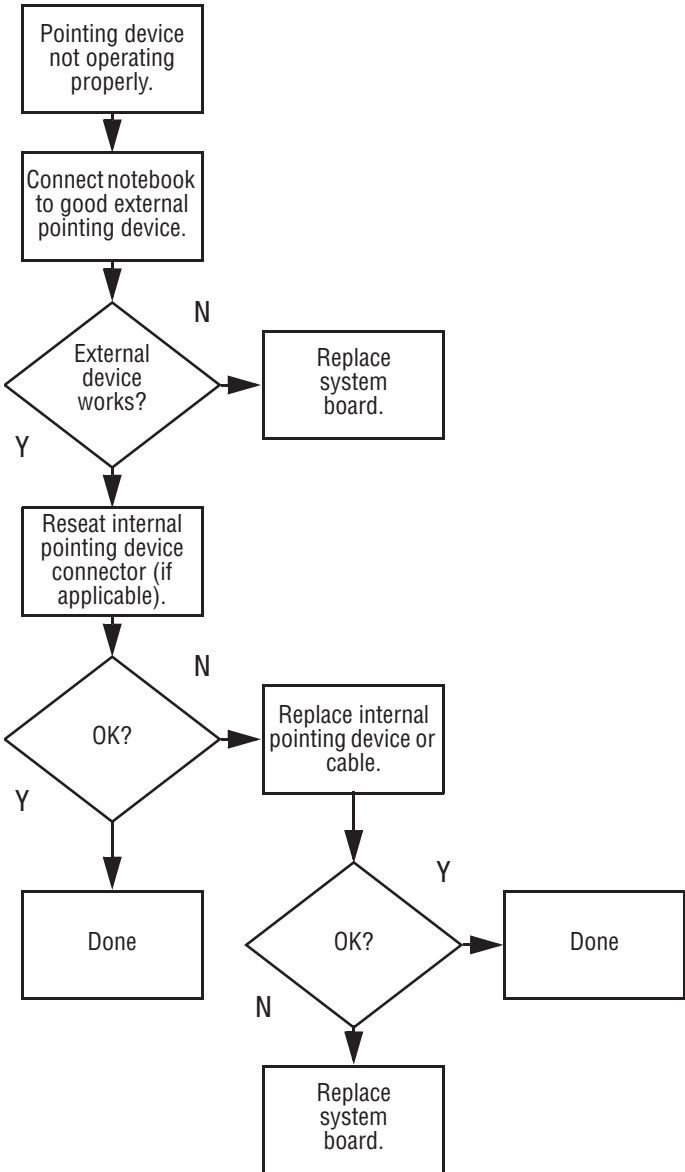 Pointing device
not operating
properly.
Connect notebook
to good external
pointing device.
N
External
device
works?
Replace
system
board.
Y
Reseat internal
pointing device
connector (if
applicable).
N
OK?
Replace internal
pointing device or
cable.
Y
Y
Done
OK?
Done
N
Replace
system
board.